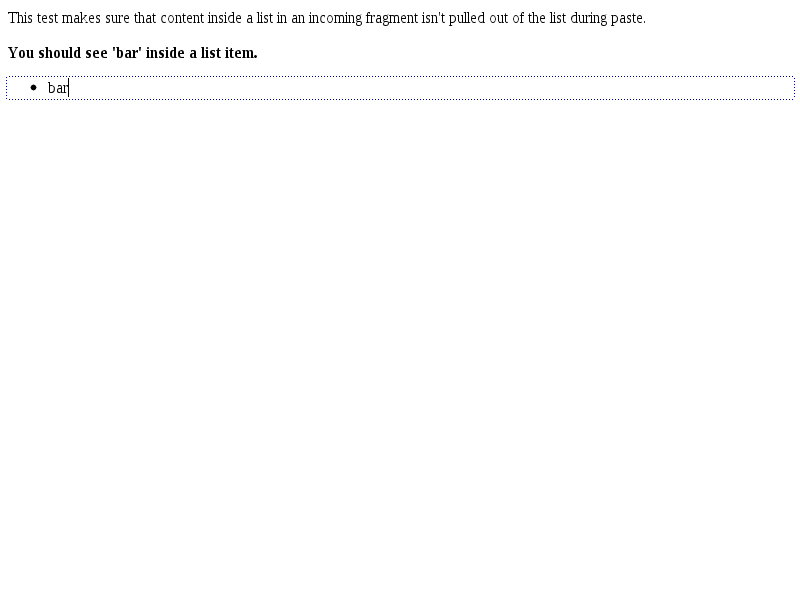 This test makes sure that content inside a list in an incoming fragment isn't pulled out of the list during paste.
You should see 'bar' inside a list item.
• bar